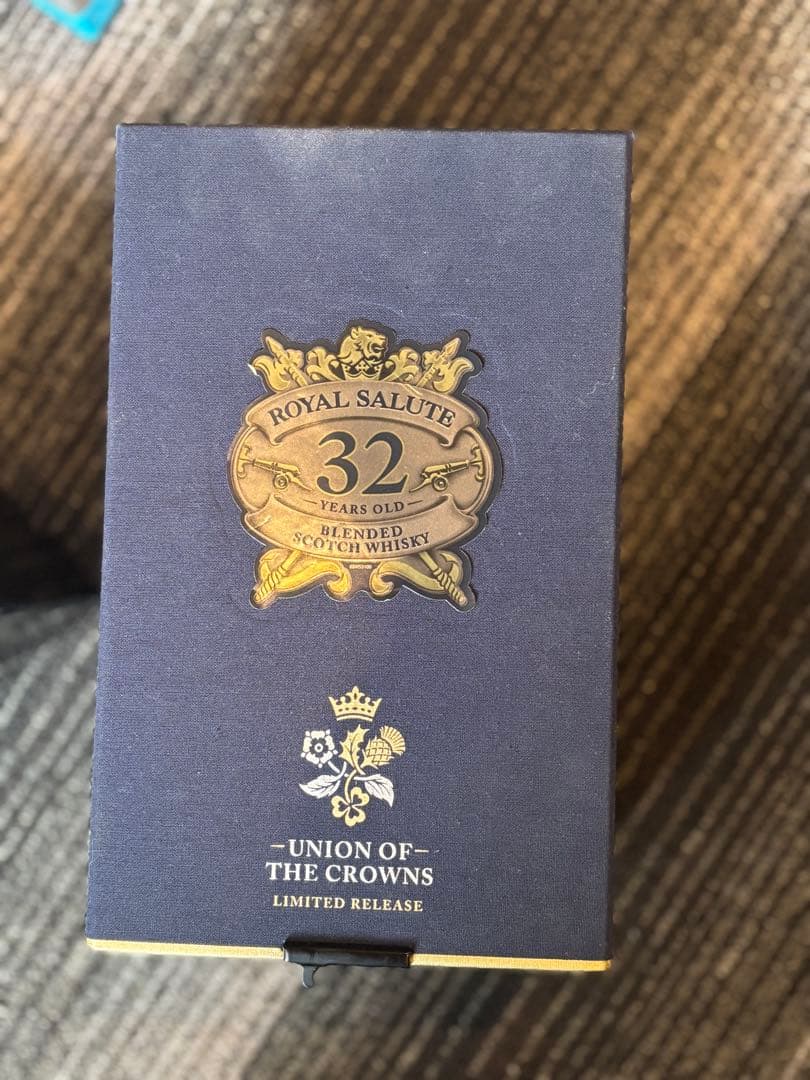 ROYAL SALUTE
32
YEARS OLD
BLENDED
SCOTCH WHISKY
-UNION OF-
THE CROWNS
LIMITED RELEASE